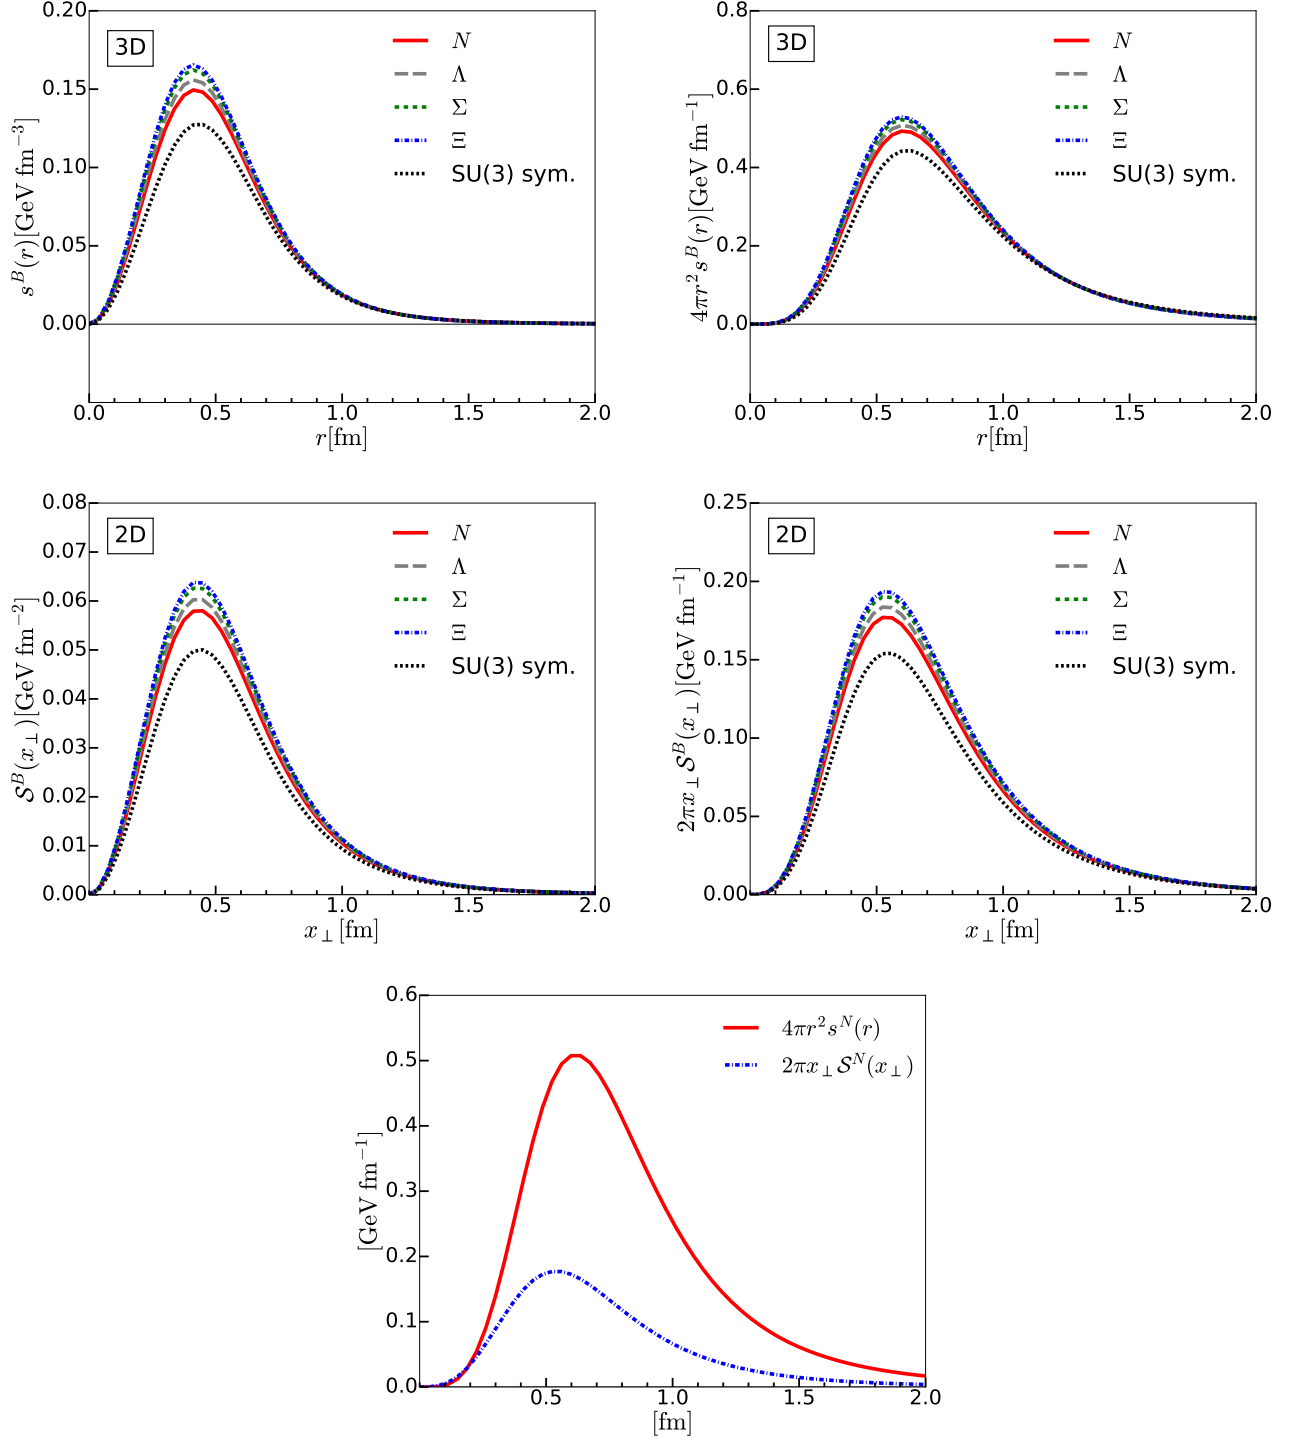 0.20
0.15
0.10
0.05
0.00
s^B(r)[GeV fm^−3]
3D
N
Λ
Σ
Ξ
SU(3) sym.
0.0 0.5 1.0 1.5 2.0
r[fm]
0.8
0.6
0.4
0.2
0.0
4πr^2 s^B(r)[GeV fm^−1]
3D
N
Λ
Σ
Ξ
SU(3) sym.
0.0 0.5 1.0 1.5 2.0
r[fm]
0.08
0.07
0.06
0.05
0.04
0.03
0.02
0.01
0.00
𝒮^B(x_⊥)[GeV fm^−2]
2D
N
Λ
Σ
Ξ
SU(3) sym.
0.5 1.0 1.5 2.0
x_⊥[fm]
0.25
0.20
0.15
0.10
0.05
0.00
2πx_⊥𝒮^B(x_⊥)[GeV fm^−1]
2D
N
Λ
Σ
Ξ
SU(3) sym.
0.5 1.0 1.5 2.0
x_⊥[fm]
0.6
0.5
0.4
0.3
0.2
0.1
0.0
[GeV fm^−1]
4πr^2 s^N(r)
2πx_⊥𝒮^N(x_⊥)
0.5 1.0 1.5 2.0
[fm]